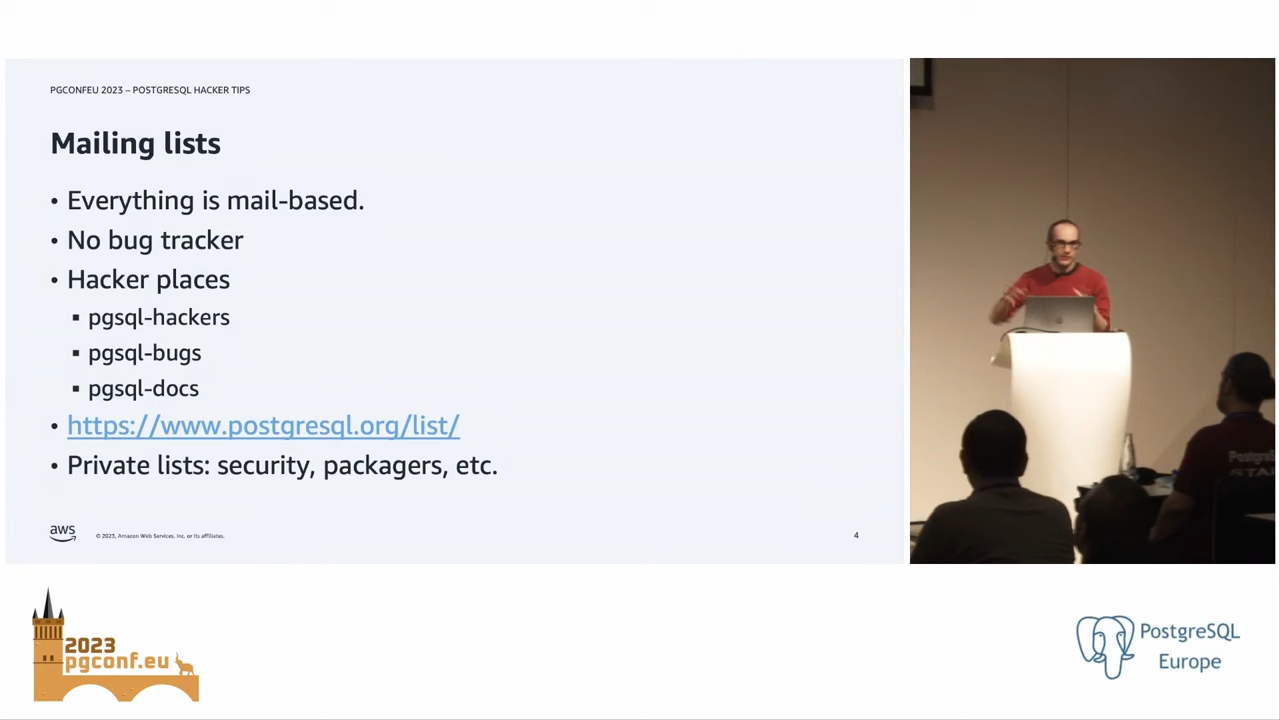 PGCONFEU 2023 – POSTGRESQL HACKER TIPS
Mailing lists
• Everything is mail-based.
• No bug tracker
• Hacker places
▪ pgsql-hackers
▪ pgsql-bugs
▪ pgsql-docs
• https://www.postgresql.org/list/
• Private lists: security, packagers, etc.
aws
© 2023, Amazon Web Services, Inc. or its affiliates.
4
2023
pgconf.eu
PostgreSQL
Europe